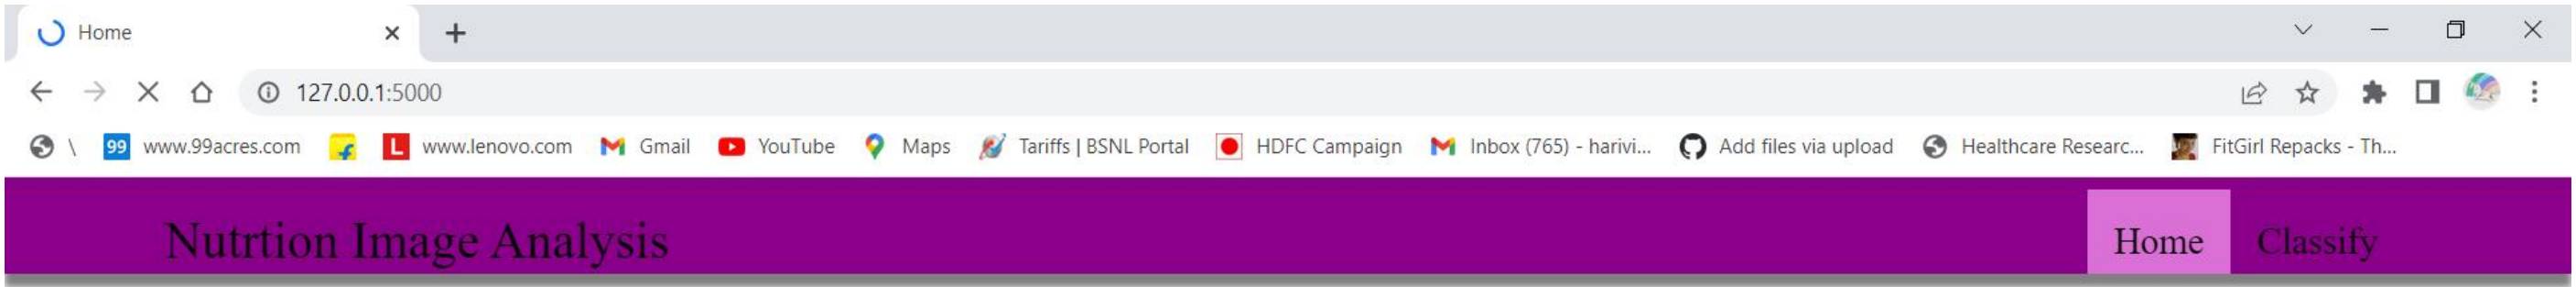 Home
127.0.0.1:5000
\ 99 www.99acres.com L www.lenovo.com Gmail YouTube Maps Tariffs | BSNL Portal HDFC Campaign Inbox (765) - harivi... Add files via upload Healthcare Researc... FitGirl Repacks - Th...
Nutrtion Image Analysis Home Classify